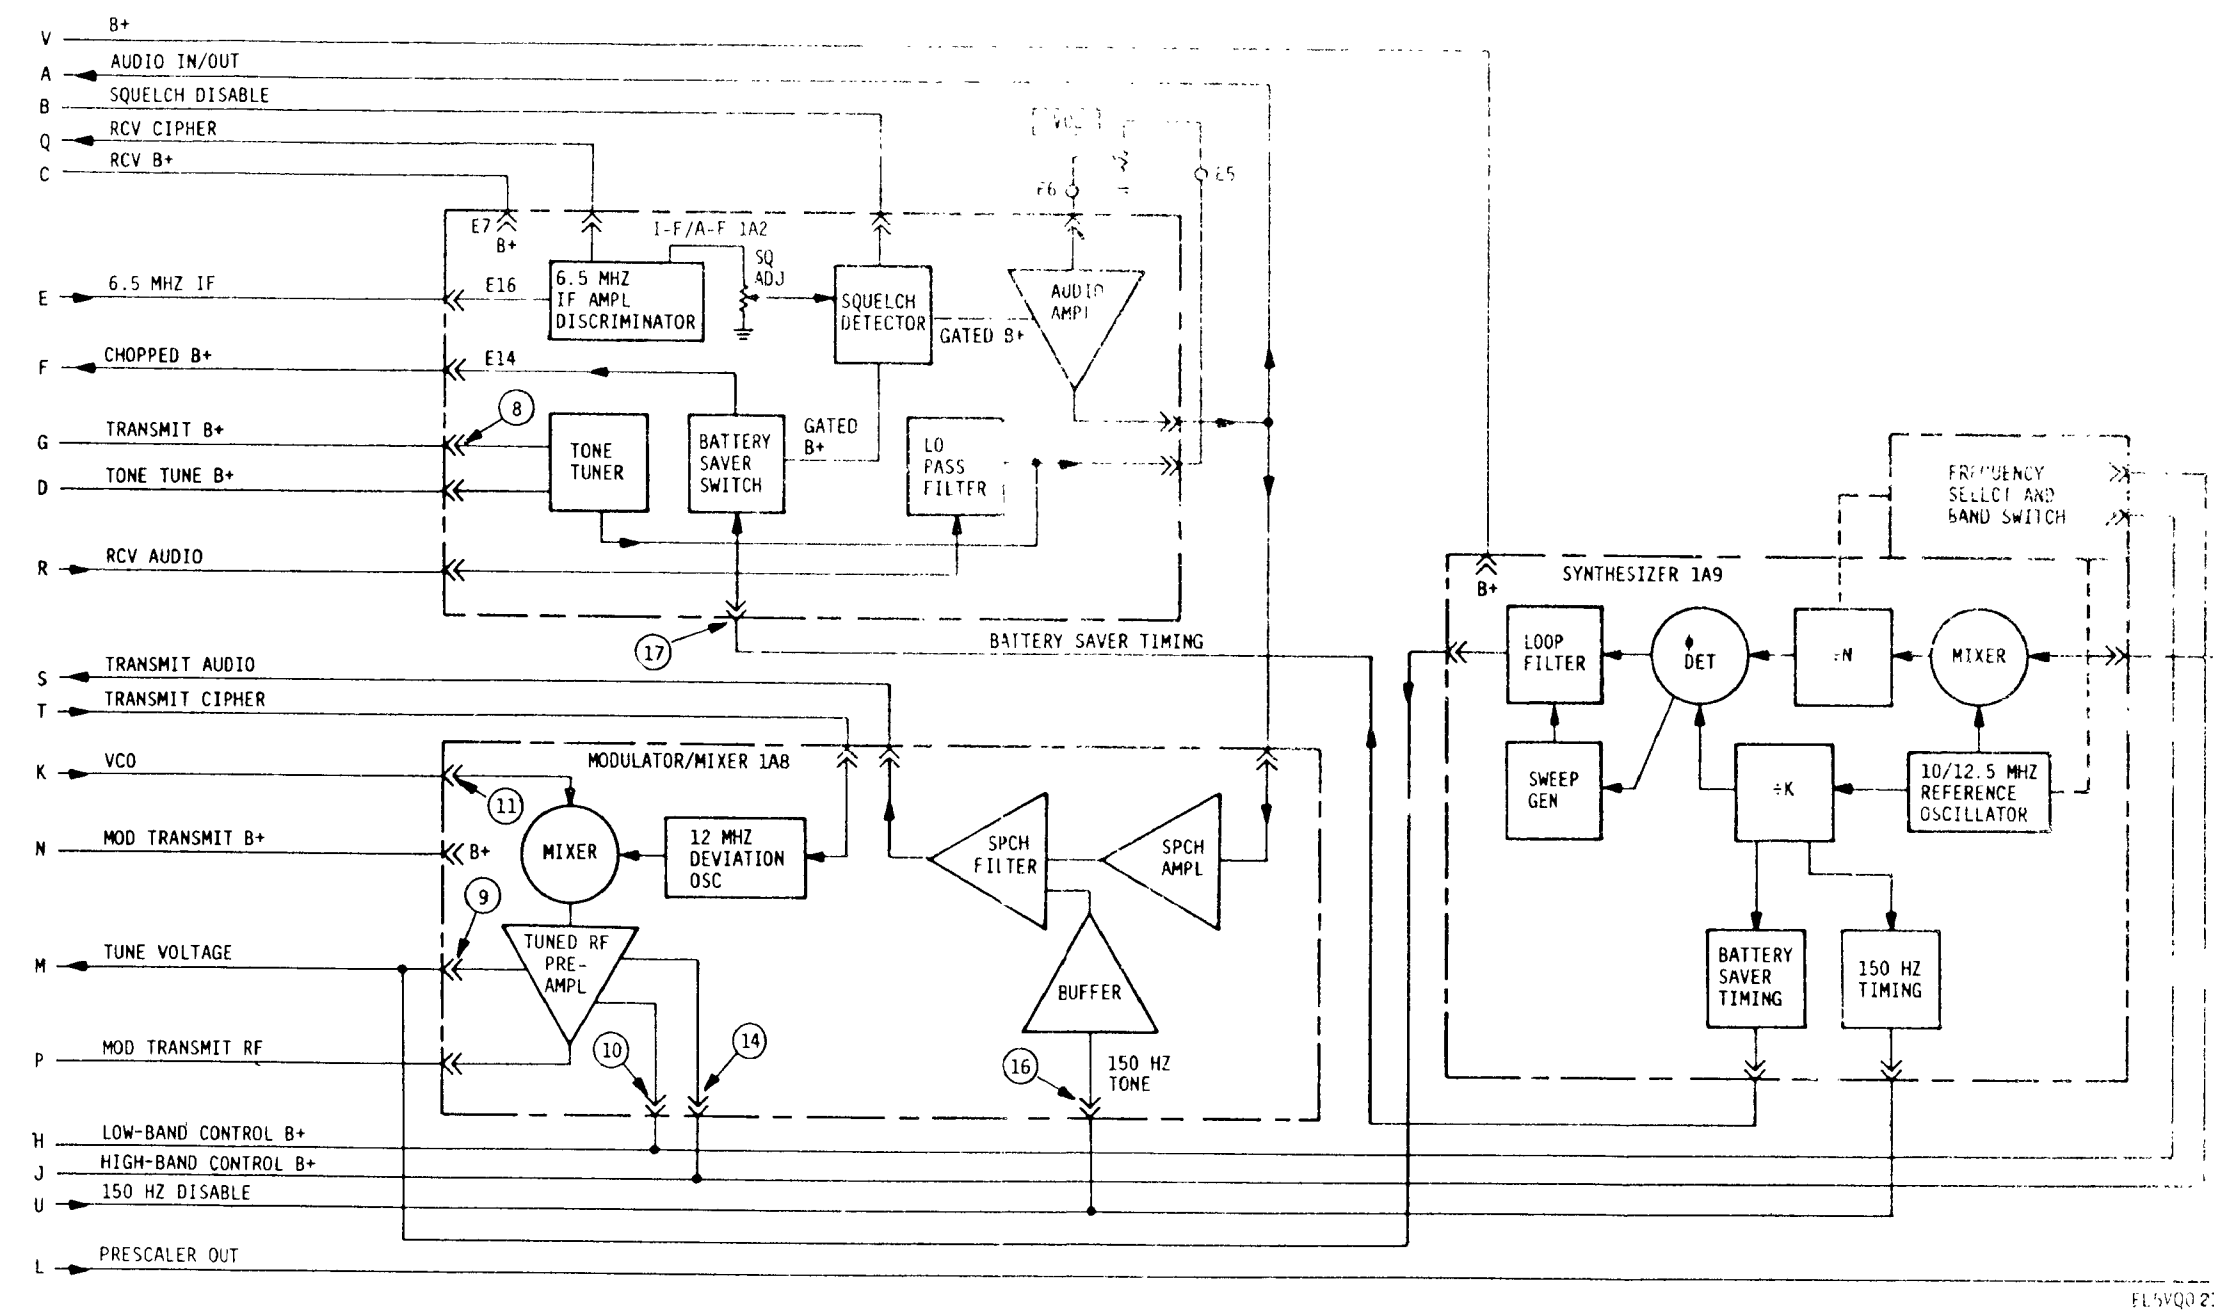 V B+
A AUDIO IN/OUT
B SQUELCH DISABLE
Q RCV CIPHER
C RCV B+
VOL
E6
E5
E7
B+
I-F/A-F 1A2
SQ
ADJ
E 6.5 MHZ IF
E16
6.5 MHZ
IF AMPL
DISCRIMINATOR
SQUELCH
DETECTOR
GATED B+
AUDIO
AMPL
F CHOPPED B+
E14
8
G TRANSMIT B+
D TONE TUNE B+
TONE
TUNER
BATTERY
SAVER
SWITCH
GATED
B+
LO
PASS
FILTER
R RCV AUDIO
17
BATTERY SAVER TIMING
S TRANSMIT AUDIO
T TRANSMIT CIPHER
FREQUENCY
SELECT AND
BAND SWITCH
B+
SYNTHESIZER 1A9
LOOP
FILTER
ϕ
DET
÷N
MIXER
SWEEP
GEN
÷K
10/12.5 MHZ
REFERENCE
OSCILLATOR
BATTERY
SAVER
TIMING
150 HZ
TIMING
K VCO
MODULATOR/MIXER 1A8
11
N MOD TRANSMIT B+
B+
MIXER
12 MHZ
DEVIATION
OSC
SPCH
FILTER
SPCH
AMPL
9
M TUNE VOLTAGE
TUNED RF
PRE-
AMPL
BUFFER
P MOD TRANSMIT RF
10
14
16
150 HZ
TONE
H LOW-BAND CONTROL B+
J HIGH-BAND CONTROL B+
U 150 HZ DISABLE
L PRESCALER OUT